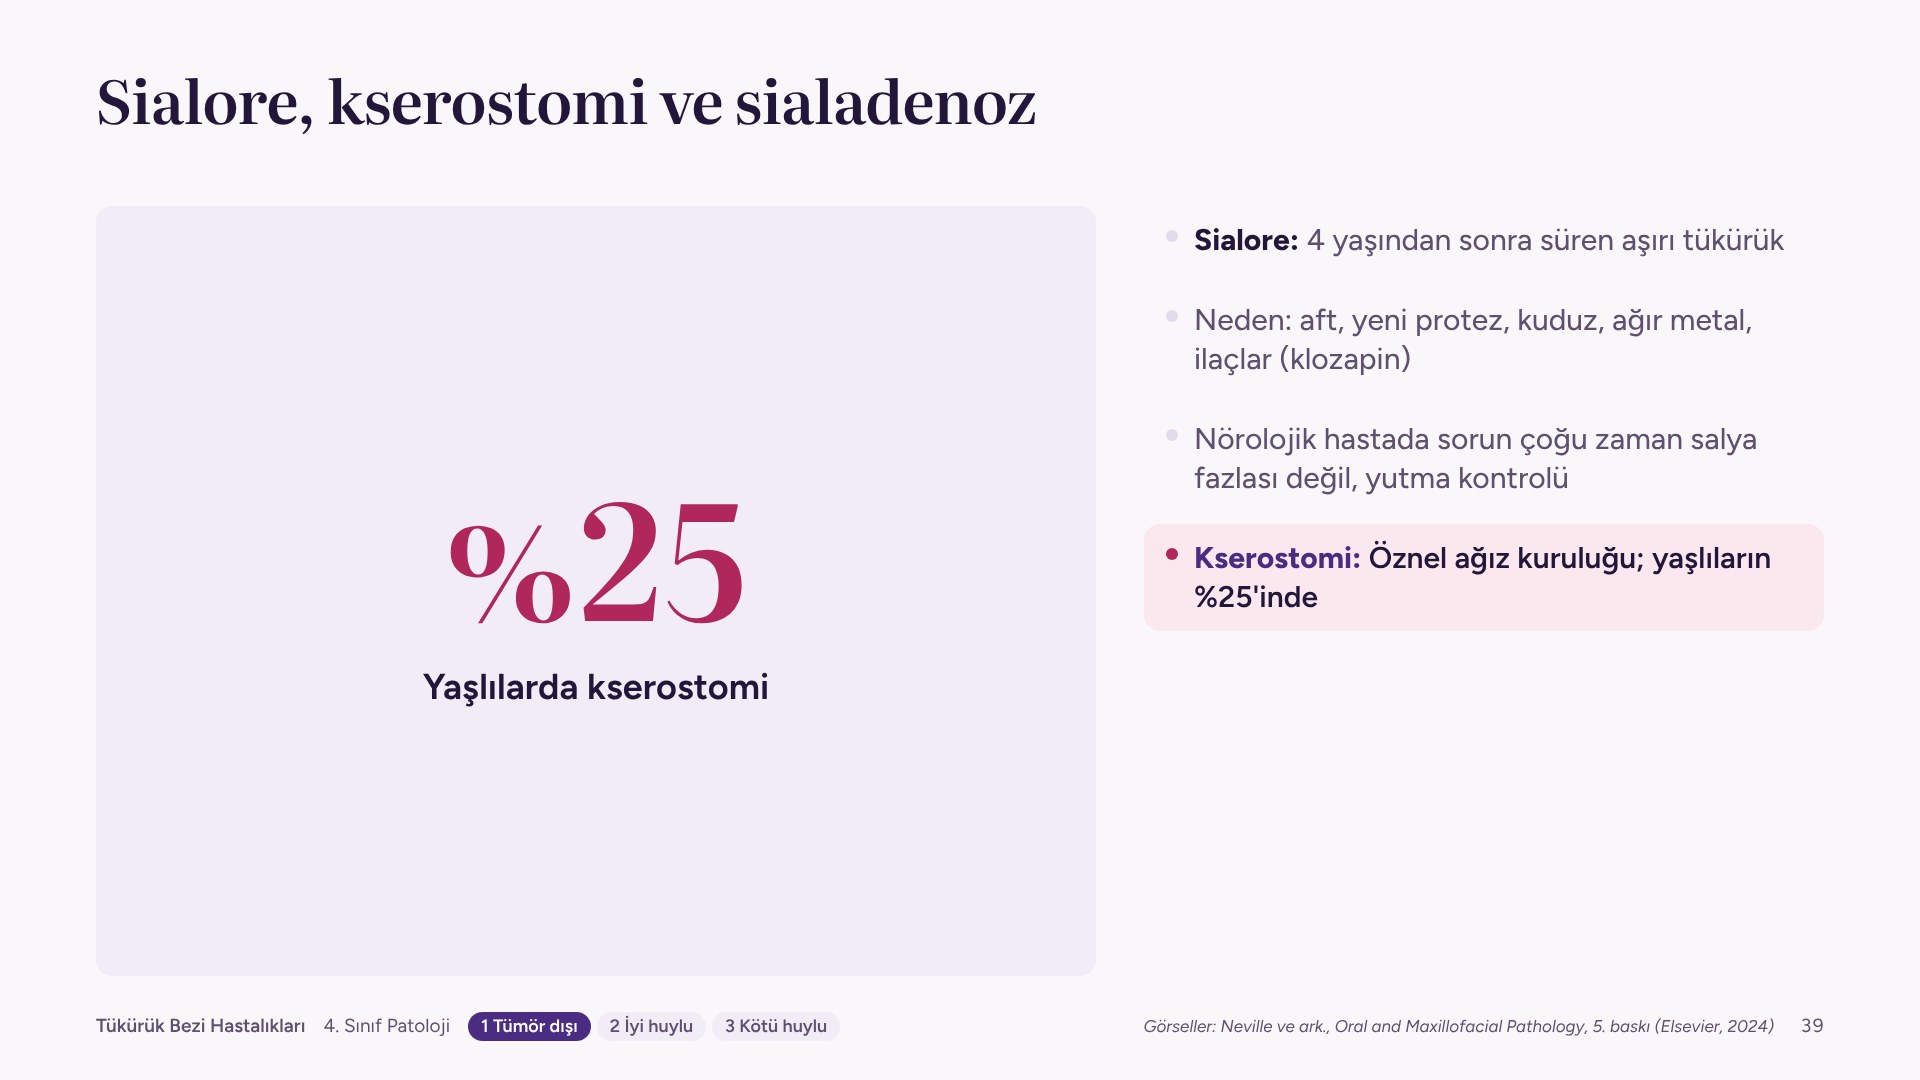 Sialore, kserostomi ve sialadenoz
%25
Yaşlılarda kserostomi
Sialore: 4 yaşından sonra süren aşırı tükürük
Neden: aft, yeni protez, kuduz, ağır metal,
ilaçlar (klozapin)
Nörolojik hastada sorun çoğu zaman salya
fazlası değil, yutma kontrolü
Kserostomi: Öznel ağız kuruluğu; yaşlıların
%25'inde
Tükürük Bezi Hastalıkları 4. Sınıf Patoloji 1 Tümör dışı 2 İyi huylu 3 Kötü huylu
Görseller: Neville ve ark., Oral and Maxillofacial Pathology, 5. baskı (Elsevier, 2024) 39